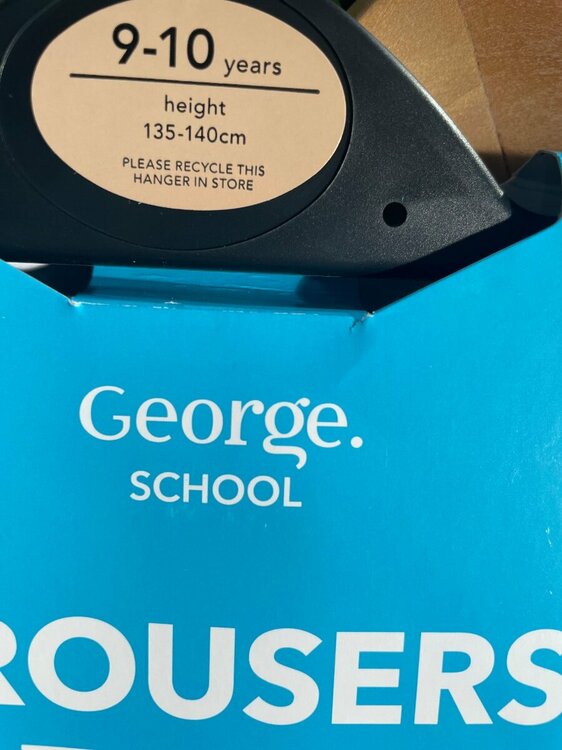 9-10 years
height
135-140cm
PLEASE RECYCLE THIS
HANGER IN STORE
George.
SCHOOL
ROUSERS